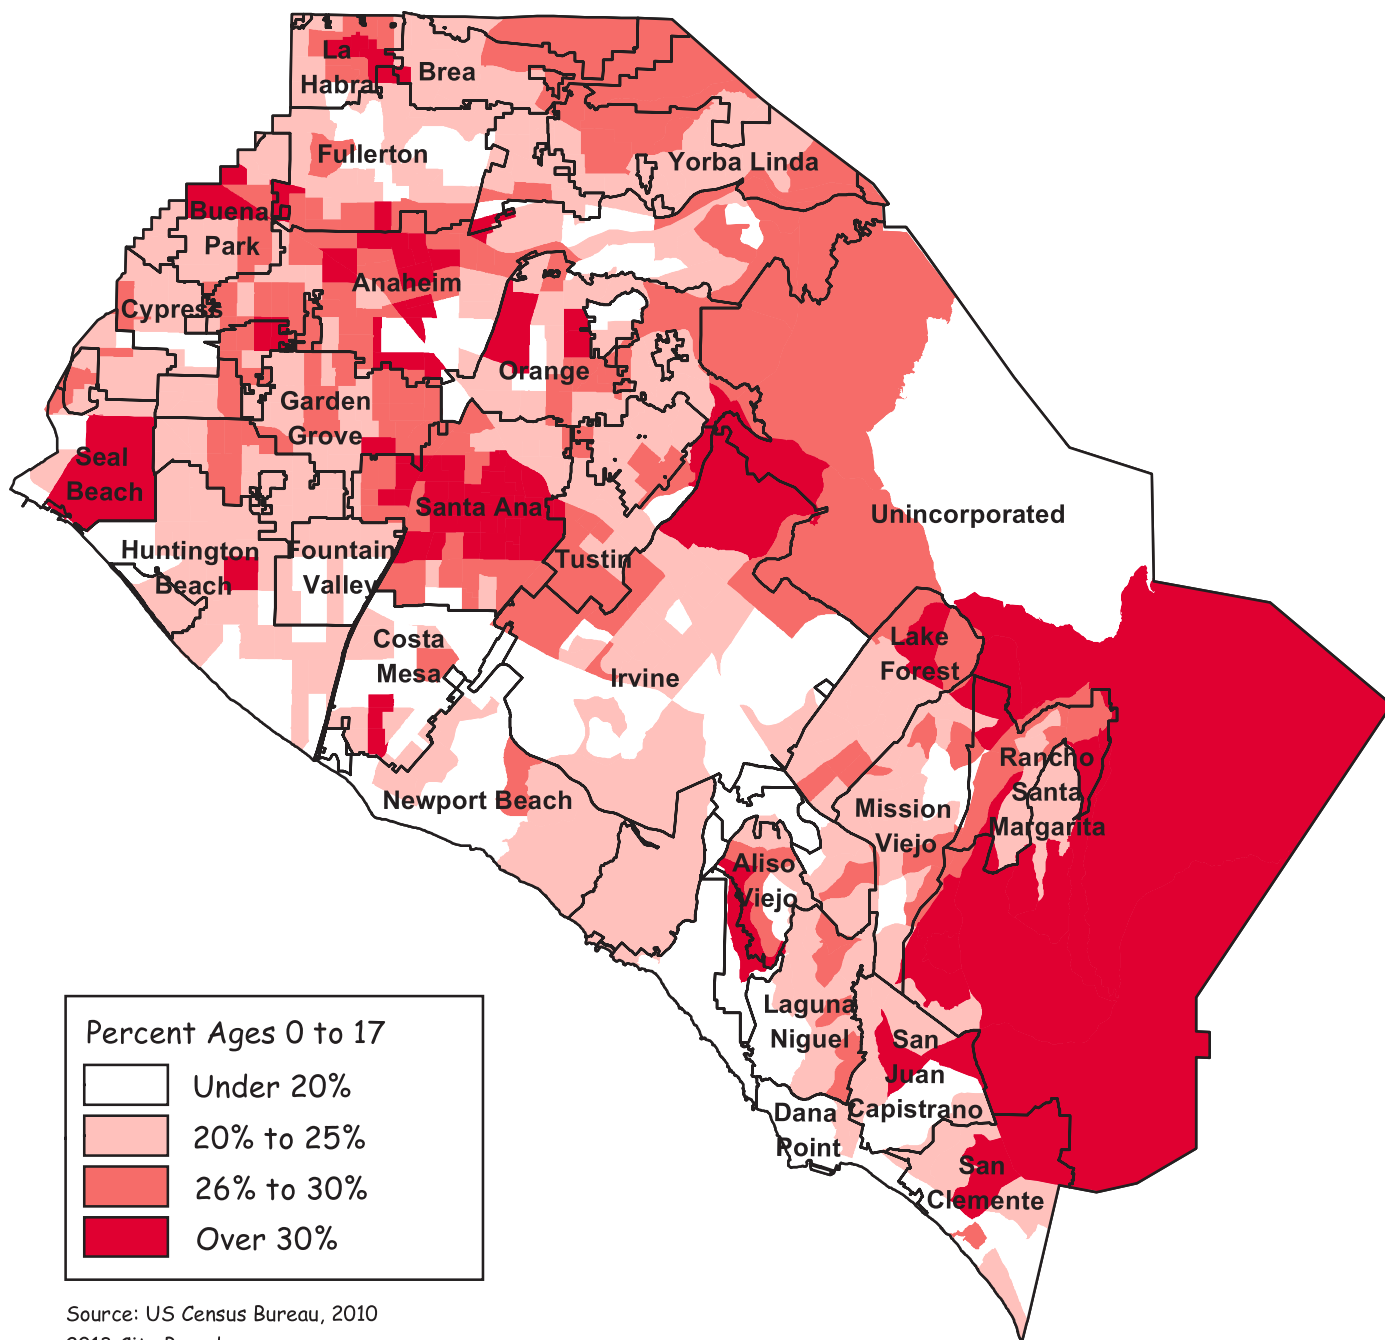 La
Habra
Brea
Fullerton
Yorba Linda
Buena
Park
Anaheim
Cypress
Orange
Garden
Grove
Seal
Beach
Santa Ana
Unincorporated
Huntington
Beach
Fountain
Valley
Tustin
Costa
Mesa
Irvine
Lake
Forest
Rancho
Santa
Margarita
Newport Beach
Mission
Viejo
Aliso
Viejo
Laguna
Niguel
San
Juan
Capistrano
Dana
Point
San
Clemente
Percent Ages 0 to 17
Under 20%
20% to 25%
26% to 30%
Over 30%
Source: US Census Bureau, 2010